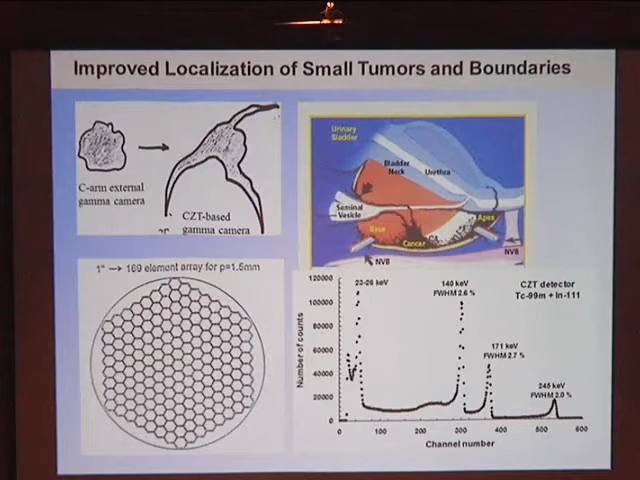 Improved Localization of Small Tumors and Boundaries
C-arm external
gamma camera
CZT-based
gamma camera
Urinary
Bladder
Bladder
Neck
Urethra
Seminal
Vesicle
Base
Cancer
Apex
NVB
NVB
1" → 169 element array for p=1.5mm
CZT detector
Tc-99m + In-111
23-26 keV
140 keV
FWHM 2.6 %
171 keV
FWHM 2.7 %
245 keV
FWHM 2.0 %
Number of counts
120000
100000
80000
60000
40000
20000
0
0 100 200 300 400 500 600
Channel number